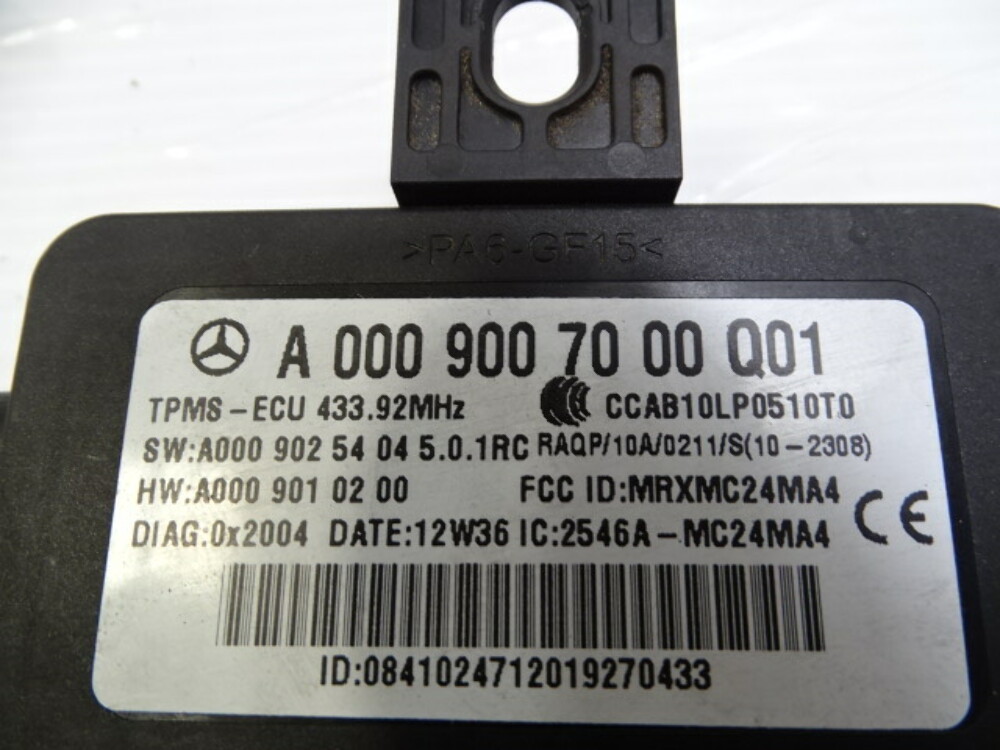 >PA6-GF15<
A 000 900 70 00 Q01
TPMS-ECU 433.92MHz CCAB10LP0510T0
SW:A000 902 54 04 5.0.1RC RAQP/10A/0211/S(10-2308)
HW:A000 901 02 00 FCC ID:MRXMC24MA4
DIAG:0x2004 DATE:12W36 IC:2546A-MC24MA4 CE
ID:0841024712019270433